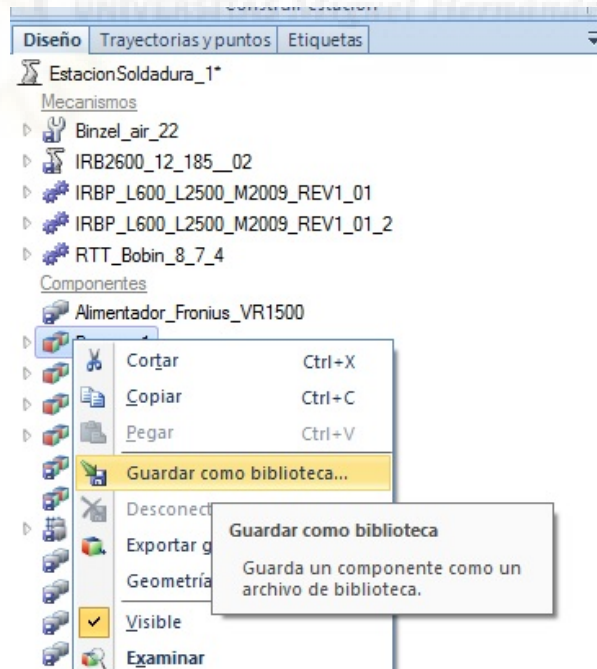 Construir estación
Diseño Trayectorias y puntos Etiquetas
EstacionSoldadura_1*
Mecanismos
Binzel_air_22
IRB2600_12_185__02
IRBP_L600_L2500_M2009_REV1_01
IRBP_L600_L2500_M2009_REV1_01_2
RTT_Bobin_8_7_4
Componentes
Alimentador_Fronius_VR1500
Cortar Ctrl+X
Copiar Ctrl+C
Pegar Ctrl+V
Guardar como biblioteca...
Desconect
Guardar como biblioteca
Guarda un componente como un
archivo de biblioteca.
Exportar g
Geometría
Visible
Examinar